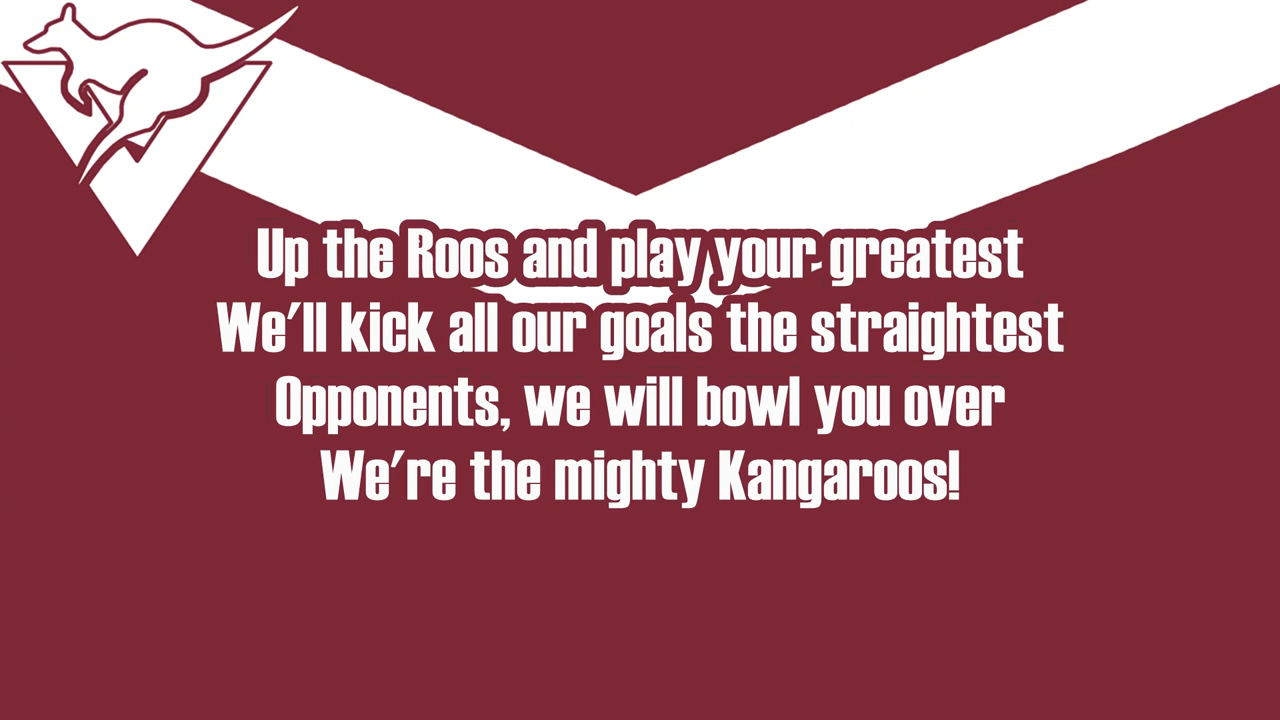 Up the Roos and play your greatest
We'll kick all our goals the straightest
Opponents, we will bowl you over
We're the mighty Kangaroos!